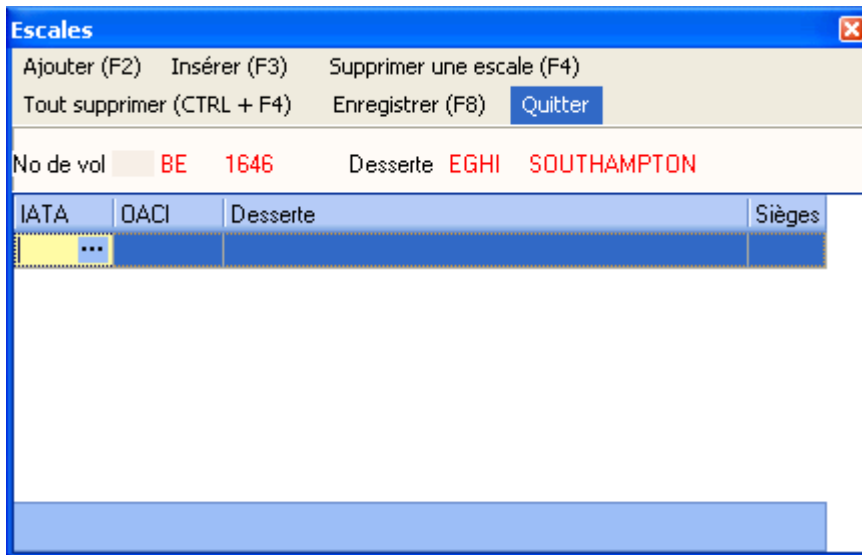 Escales
Ajouter (F2) Insérer (F3) Supprimer une escale (F4)
Tout supprimer (CTRL + F4) Enregistrer (F8) Quitter
No de vol BE 1646 Desserte EGHI SOUTHAMPTON
IATA OACI Desserte Sièges
...